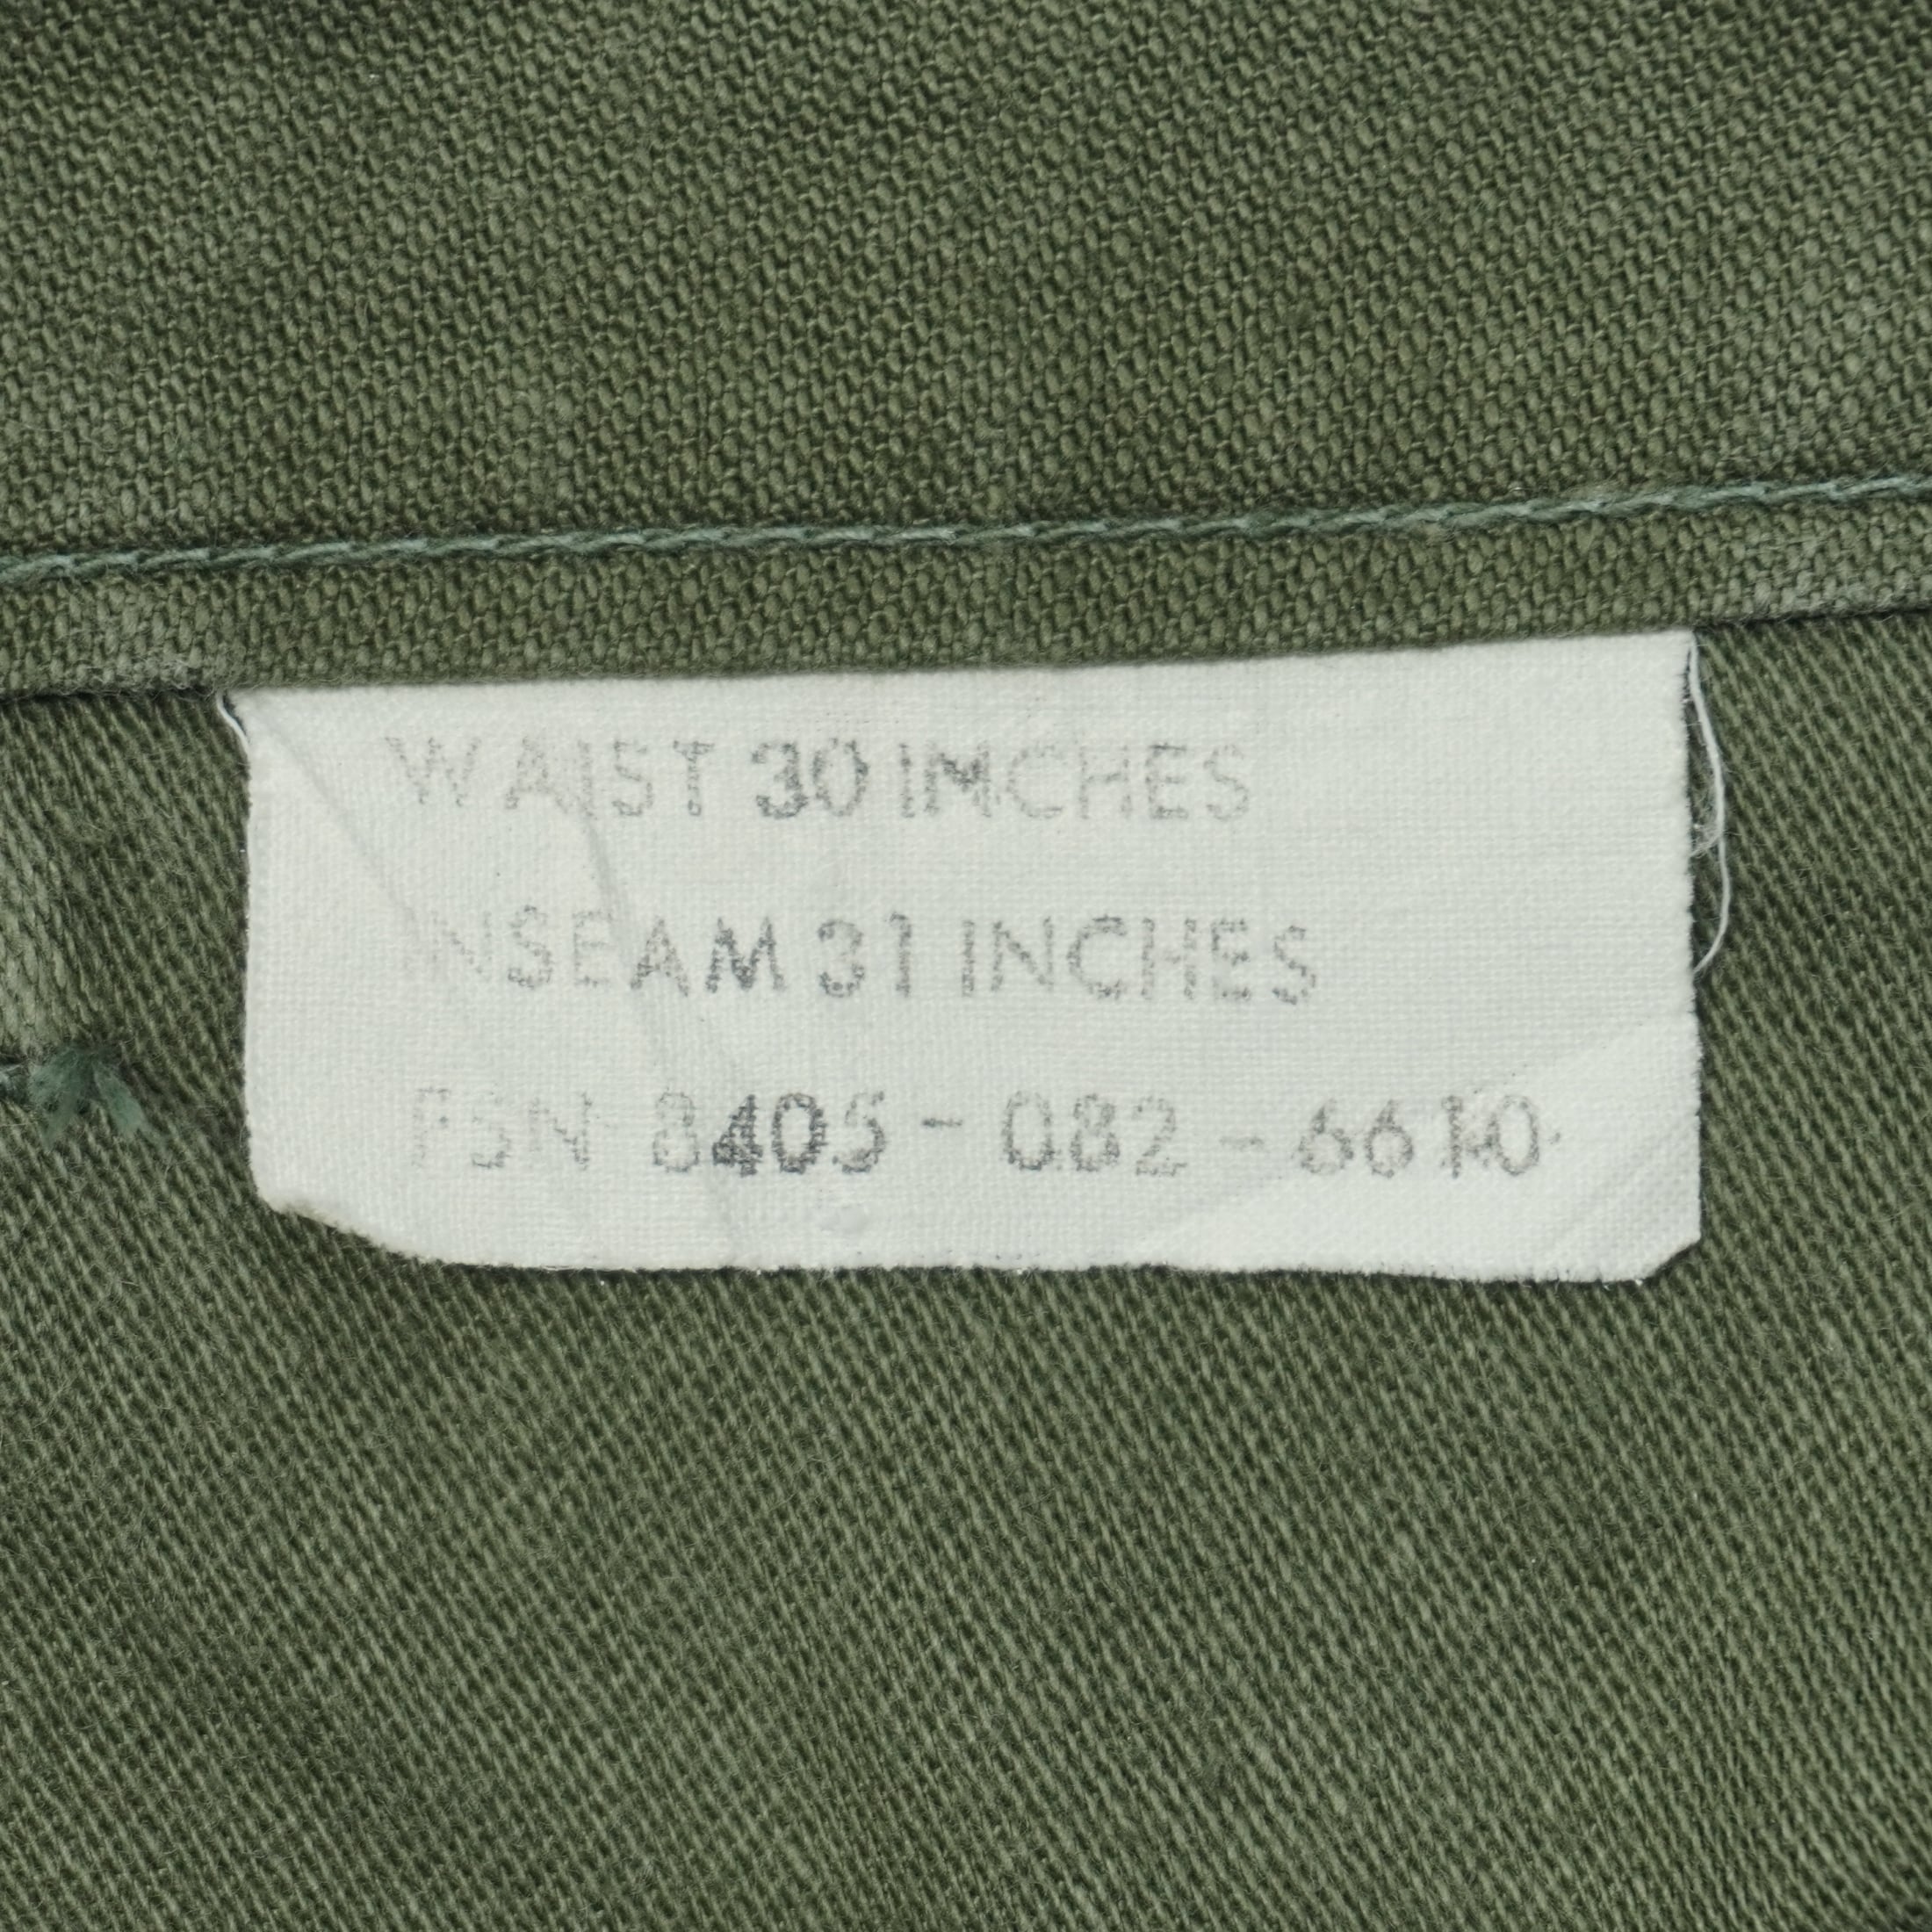 WAIST 30 INCHES
INSEAM 31 INCHES
FSN 8405 - 082 - 6610